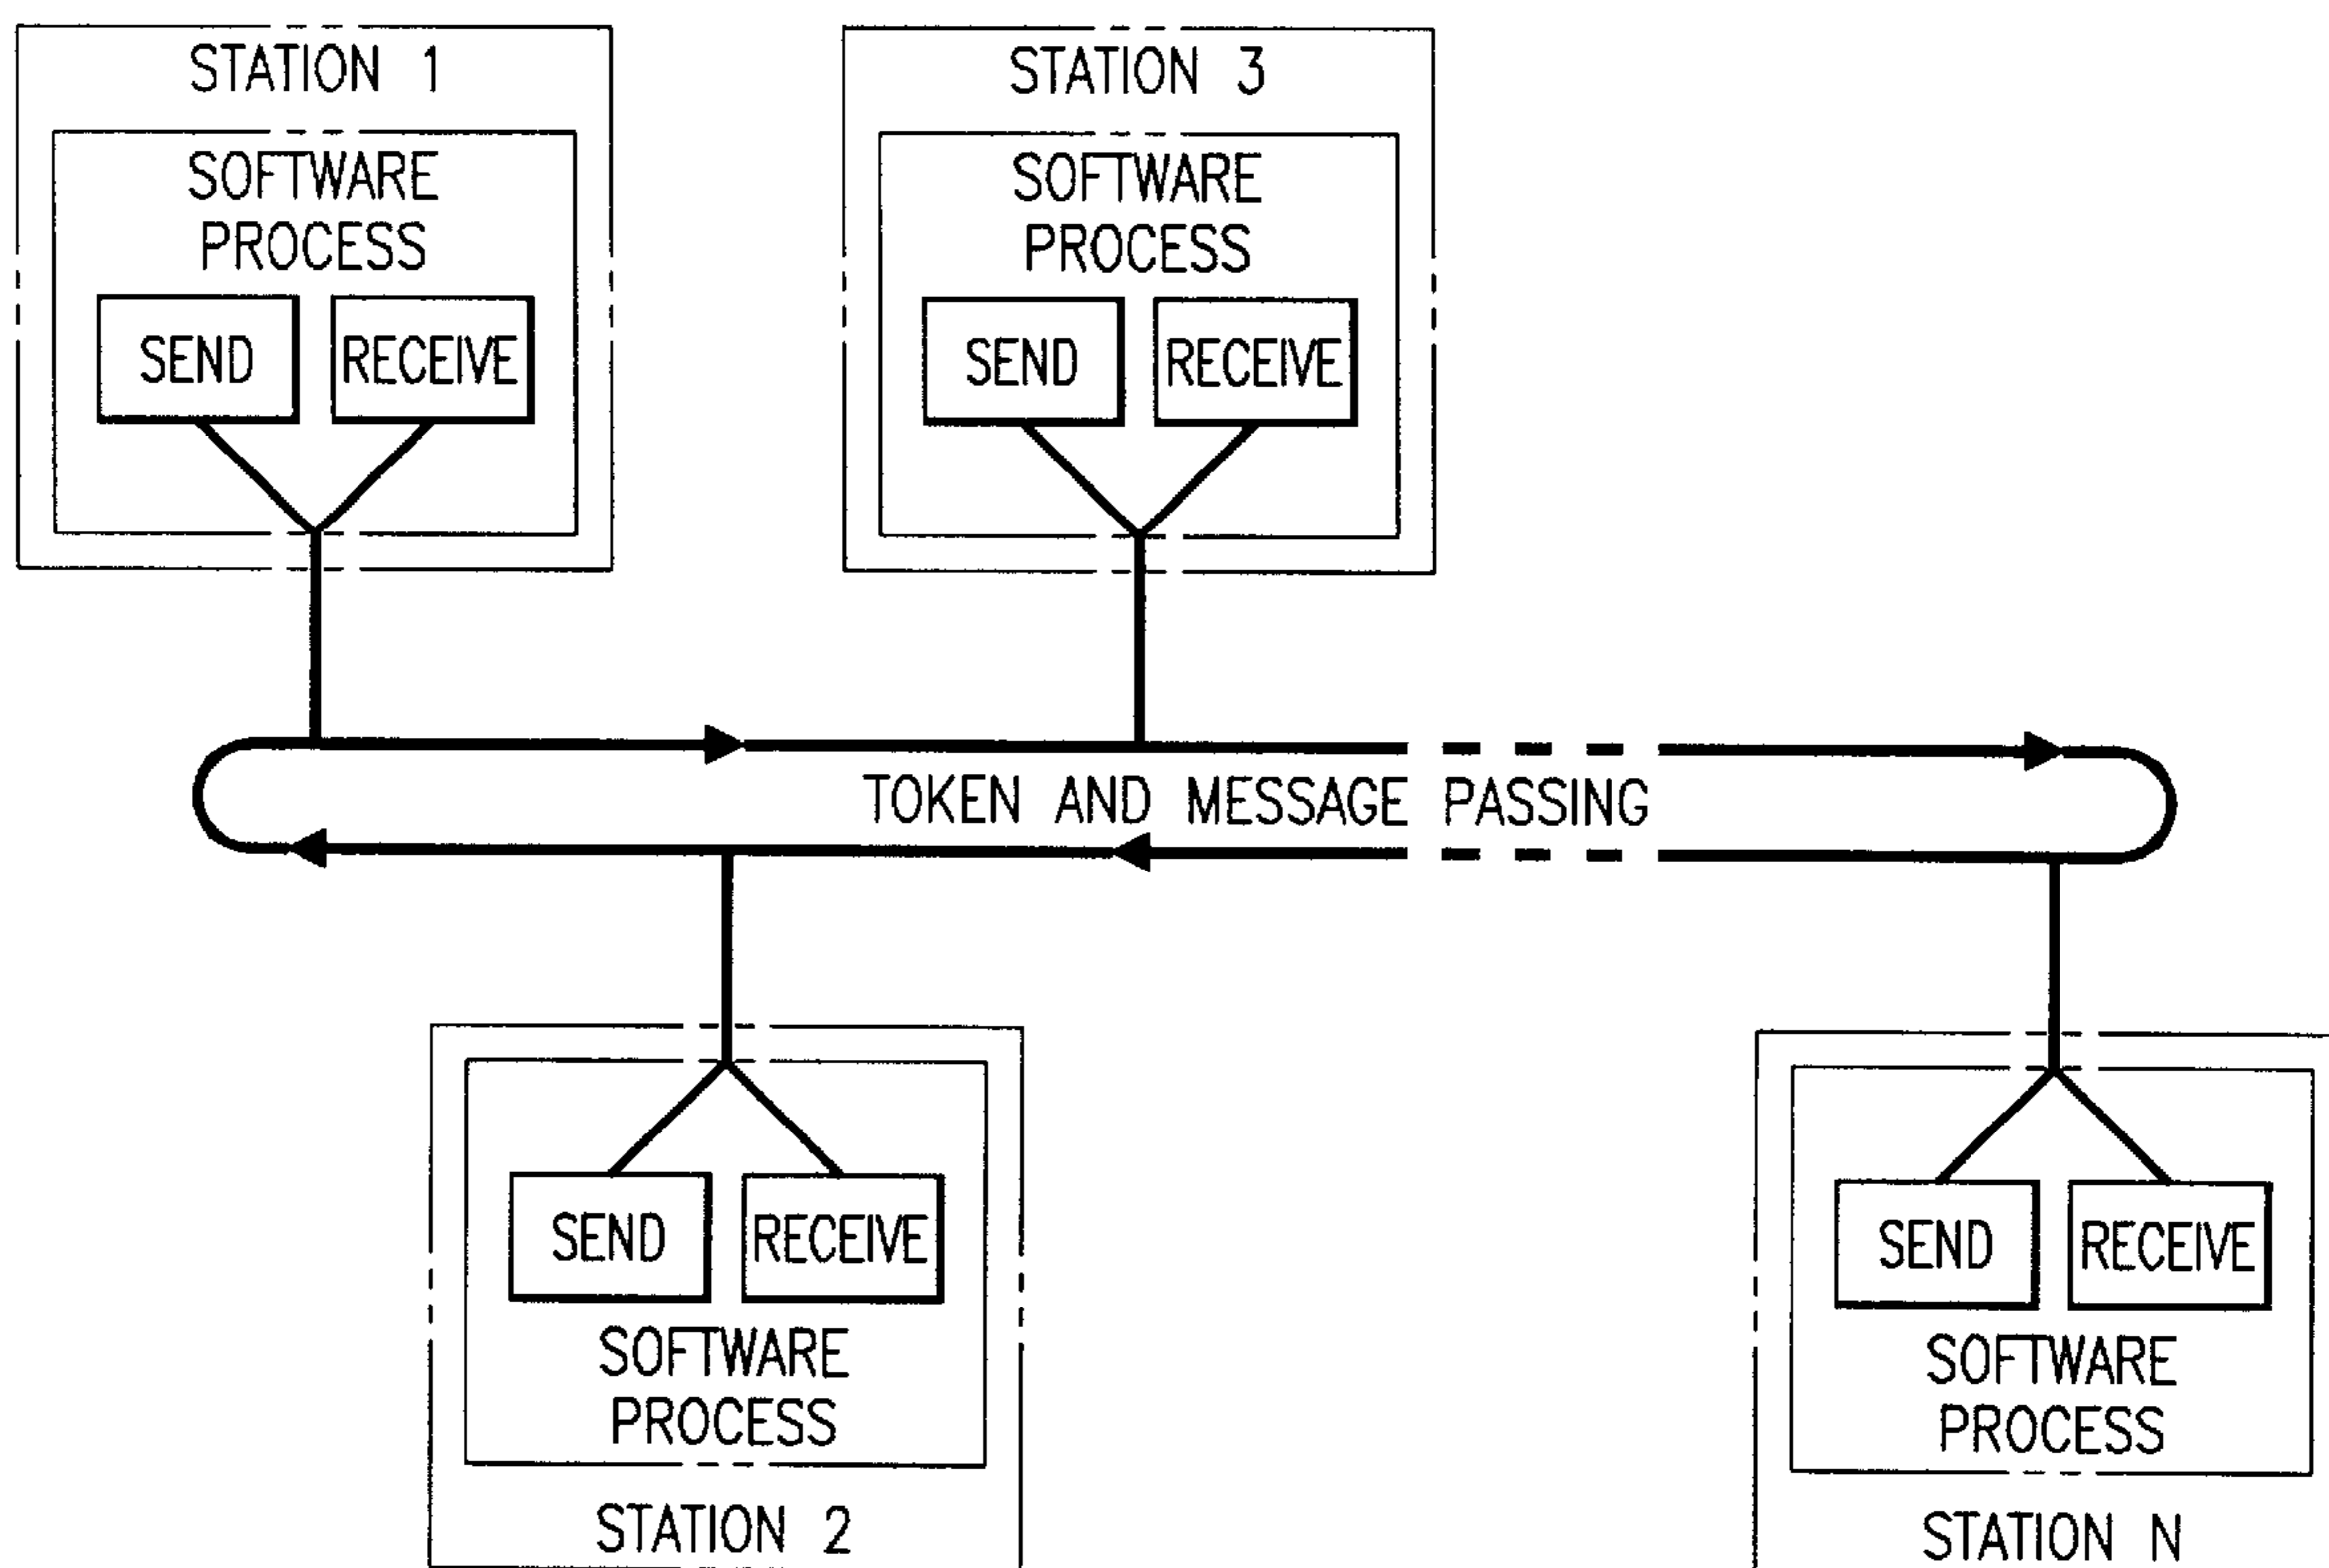 STATION 1
SOFTWARE
PROCESS
SEND
RECEIVE
STATION 3
SOFTWARE
PROCESS
SEND
RECEIVE
TOKEN AND MESSAGE PASSING
SEND
RECEIVE
SOFTWARE
PROCESS
STATION 2
SEND
RECEIVE
SOFTWARE
PROCESS
STATION N